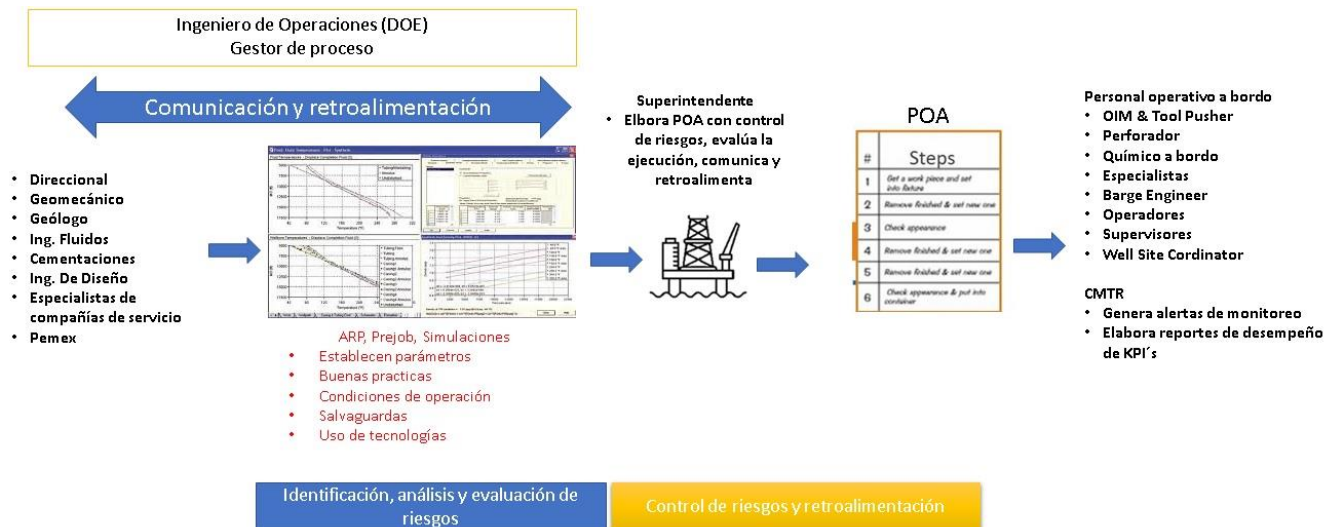 Ingeniero de Operaciones (DOE)
Gestor de proceso
Comunicación y retroalimentación
• Direccional
• Geomecánico
• Geólogo
• Ing. Fluidos
• Cementaciones
• Ing. De Diseño
• Especialistas de
compañías de servicio
• Pemex
ARP, Prejob, Simulaciones
• Establecen parámetros
• Buenas practicas
• Condiciones de operación
• Salvaguardas
• Uso de tecnologías
Superintendente
• Elbora POA con control
de riesgos, evalúa la
ejecución, comunica y
retroalimenta
POA
# Steps
1 Get a work piece and set
into fixture
2 Remove finished & set new one
3 Check appearance
4 Remove finished & set new one
5 Remove finished & set new one
6 Check appearance & put into
container
Personal operativo a bordo
• OIM & Tool Pusher
• Perforador
• Químico a bordo
• Especialistas
• Barge Engineer
• Operadores
• Supervisores
• Well Site Cordinator
CMTR
• Genera alertas de monitoreo
• Elabora reportes de desempeño
de KPI´s
Identificación, análisis y evaluación de
riesgos
Control de riesgos y retroalimentación